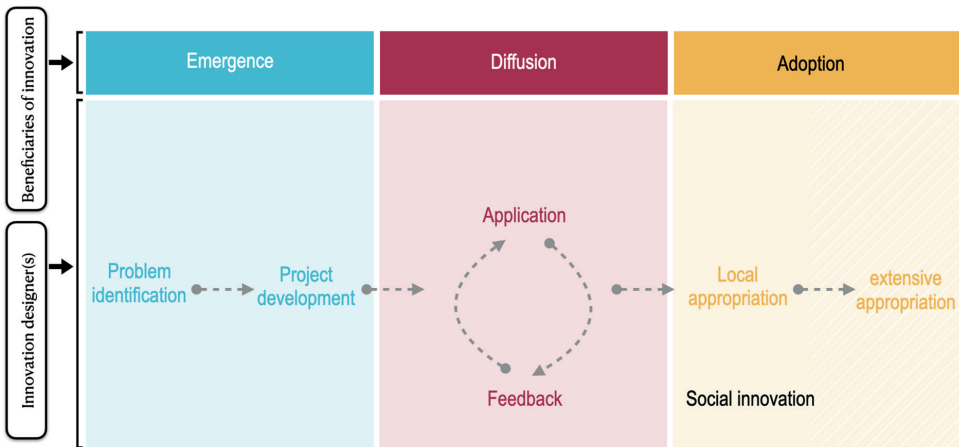 Beneficiaries of innovation
Innovation designer(s)
Emergence
Diffusion
Adoption
Problem
identification
Project
development
Application
Feedback
Local
appropriation
extensive
appropriation
Social innovation